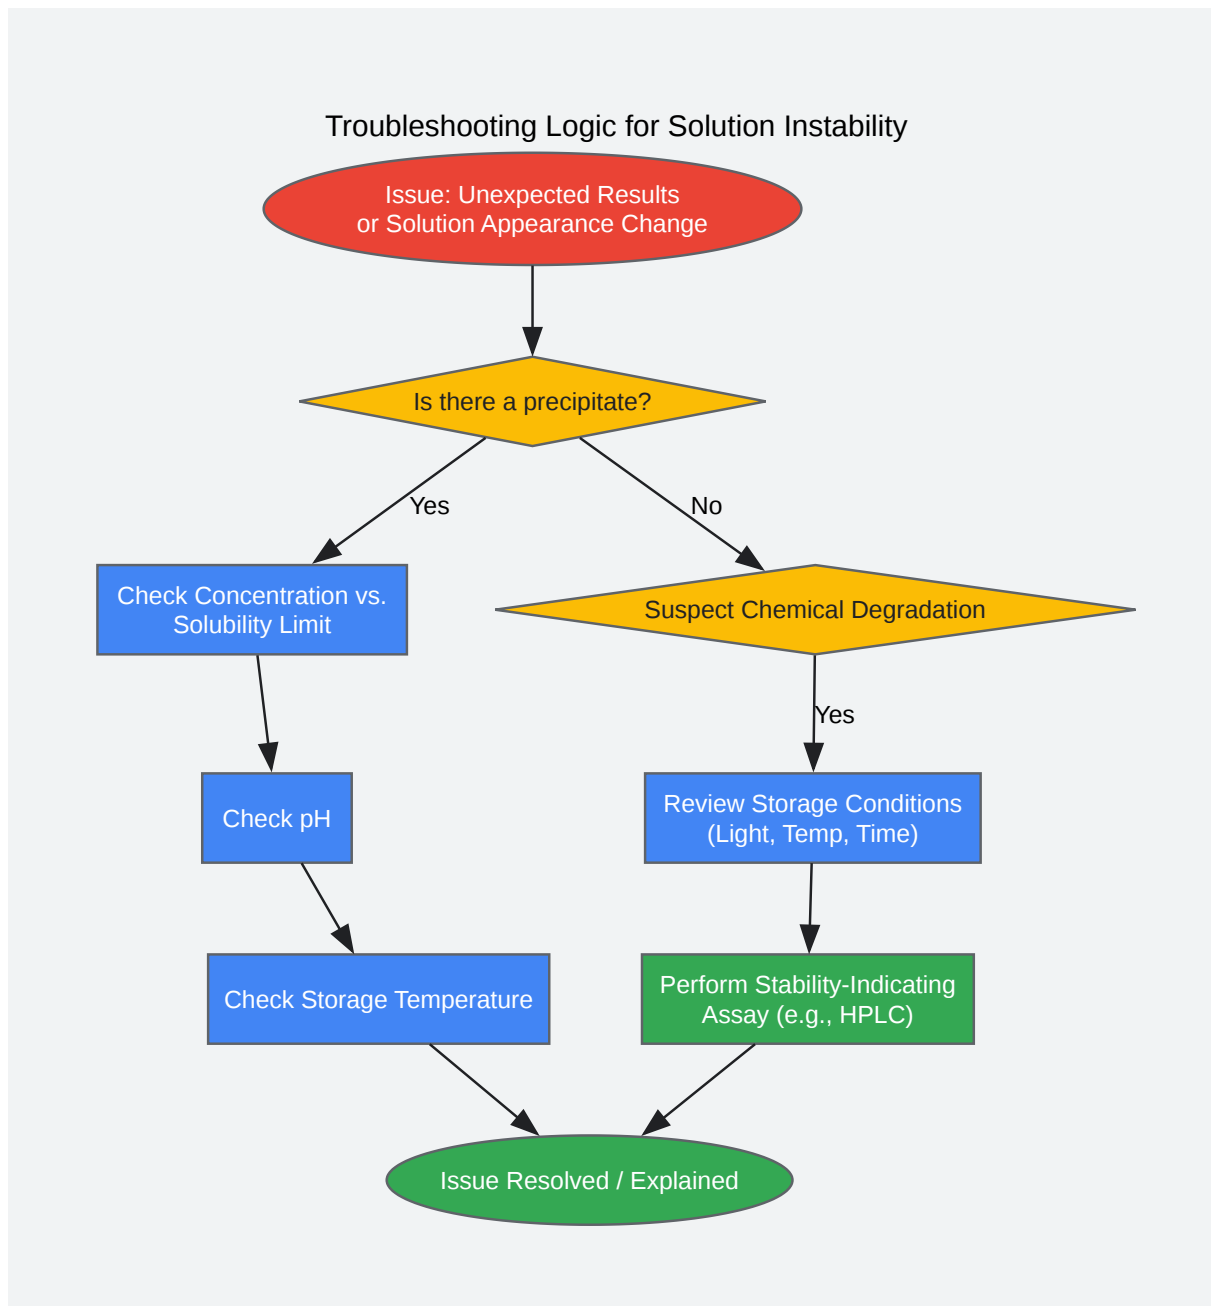 Troubleshooting Logic for Solution Instability
Issue: Unexpected Results
or Solution Appearance Change
Is there a precipitate?
Yes
No
Check Concentration vs.
Solubility Limit
Suspect Chemical Degradation
Yes
Check pH
Review Storage Conditions
(Light, Temp, Time)
Check Storage Temperature
Perform Stability-Indicating
Assay (e.g., HPLC)
Issue Resolved / Explained